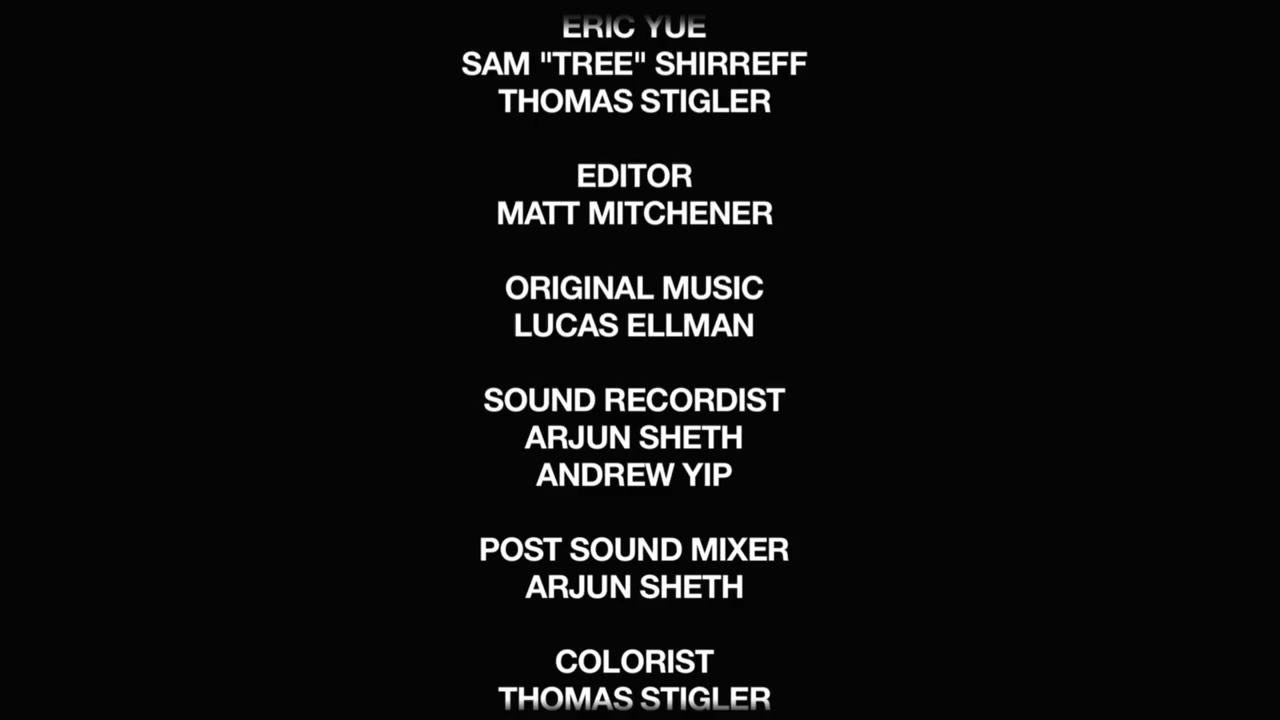 ERIC YUE
SAM "TREE" SHIRREFF
THOMAS STIGLER
EDITOR
MATT MITCHENER
ORIGINAL MUSIC
LUCAS ELLMAN
SOUND RECORDIST
ARJUN SHETH
ANDREW YIP
POST SOUND MIXER
ARJUN SHETH
COLORIST
THOMAS STIGLER